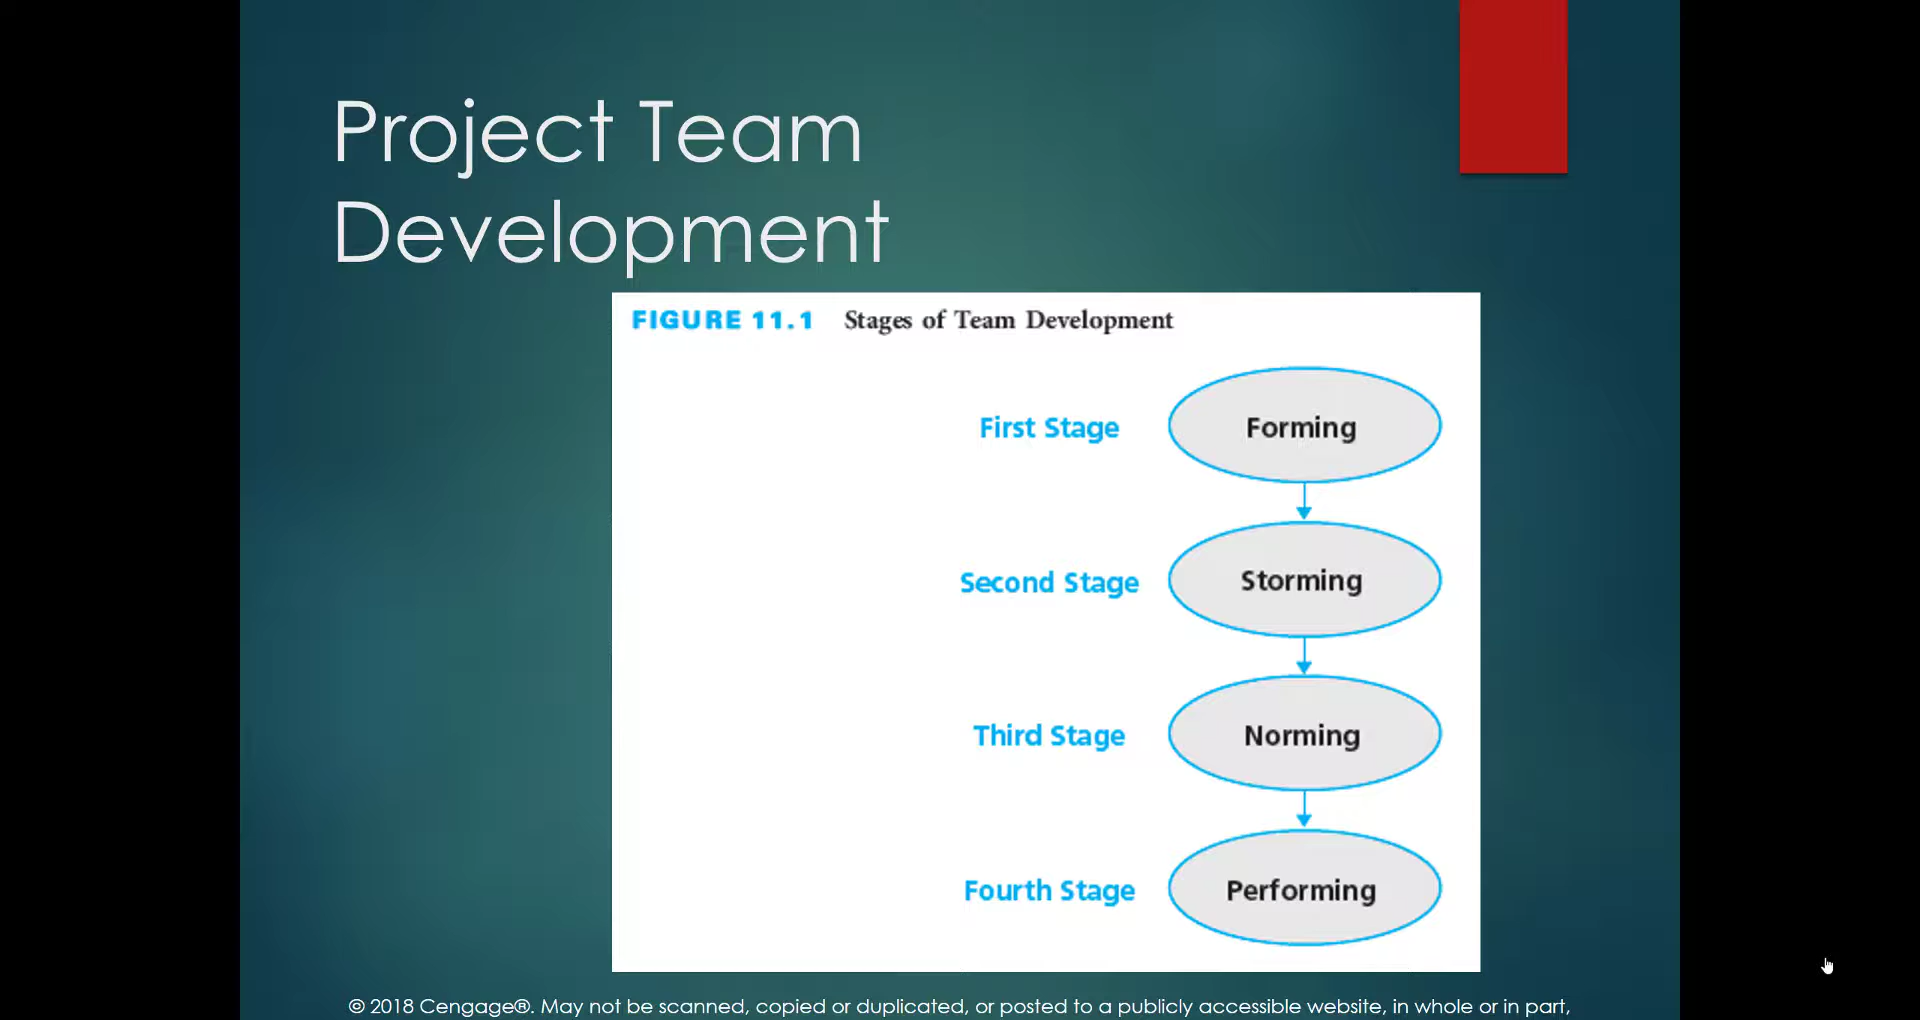 Project Team
Development
FIGURE 11.1 Stages of Team Development
First Stage Forming
Second Stage Storming
Third Stage Norming
Fourth Stage Performing
© 2018 Cengage®. May not be scanned, copied or duplicated, or posted to a publicly accessible website, in whole or in part,